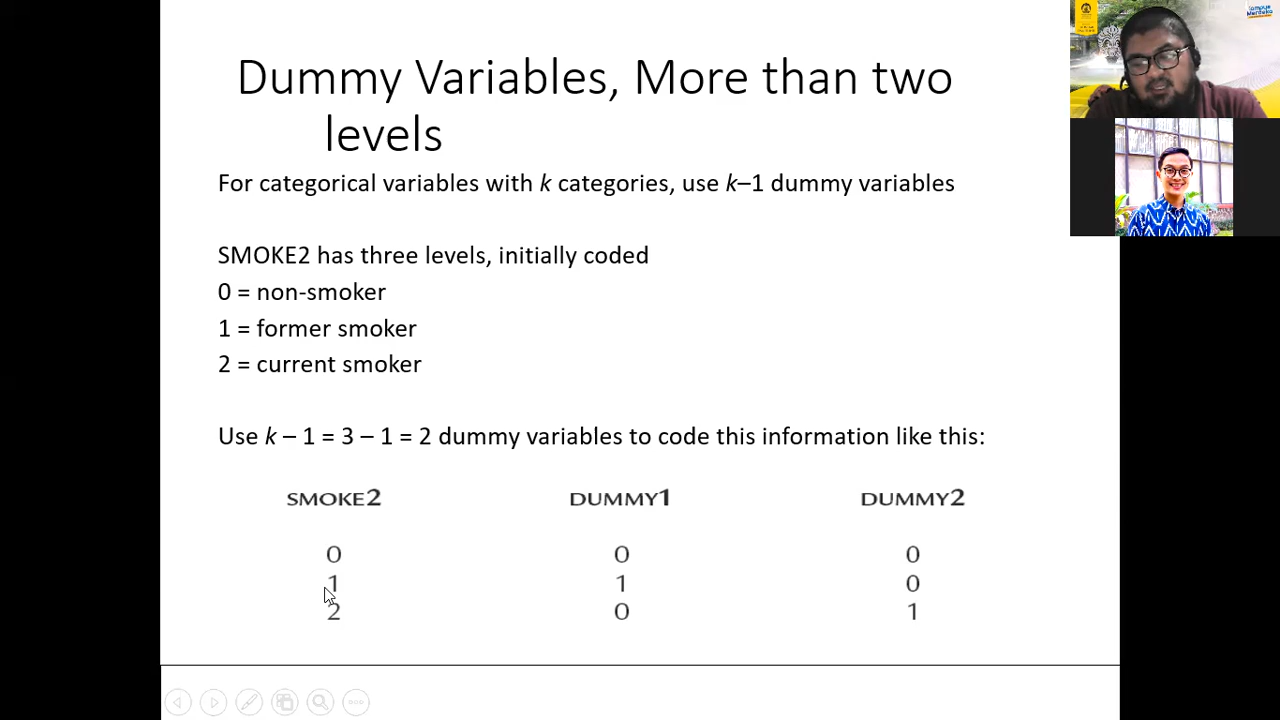 Dummy Variables, More than two
levels
For categorical variables with k categories, use k–1 dummy variables
SMOKE2 has three levels, initially coded
0 = non-smoker
1 = former smoker
2 = current smoker
Use k – 1 = 3 – 1 = 2 dummy variables to code this information like this:
SMOKE2 DUMMY1 DUMMY2
0 0 0
1 1 0
2 0 1